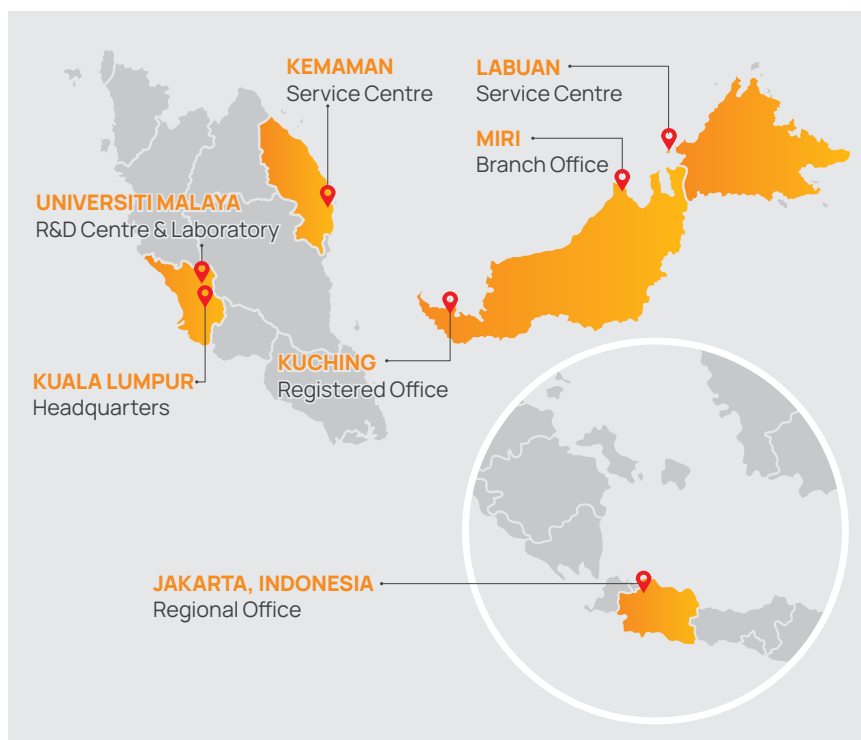 KEMAMAN
Service Centre
LABUAN
Service Centre
MIRI
Branch Office
UNIVERSITI MALAYA
R&D Centre & Laboratory
KUALA LUMPUR
Headquarters
KUCHING
Registered Office
JAKARTA, INDONESIA
Regional Office